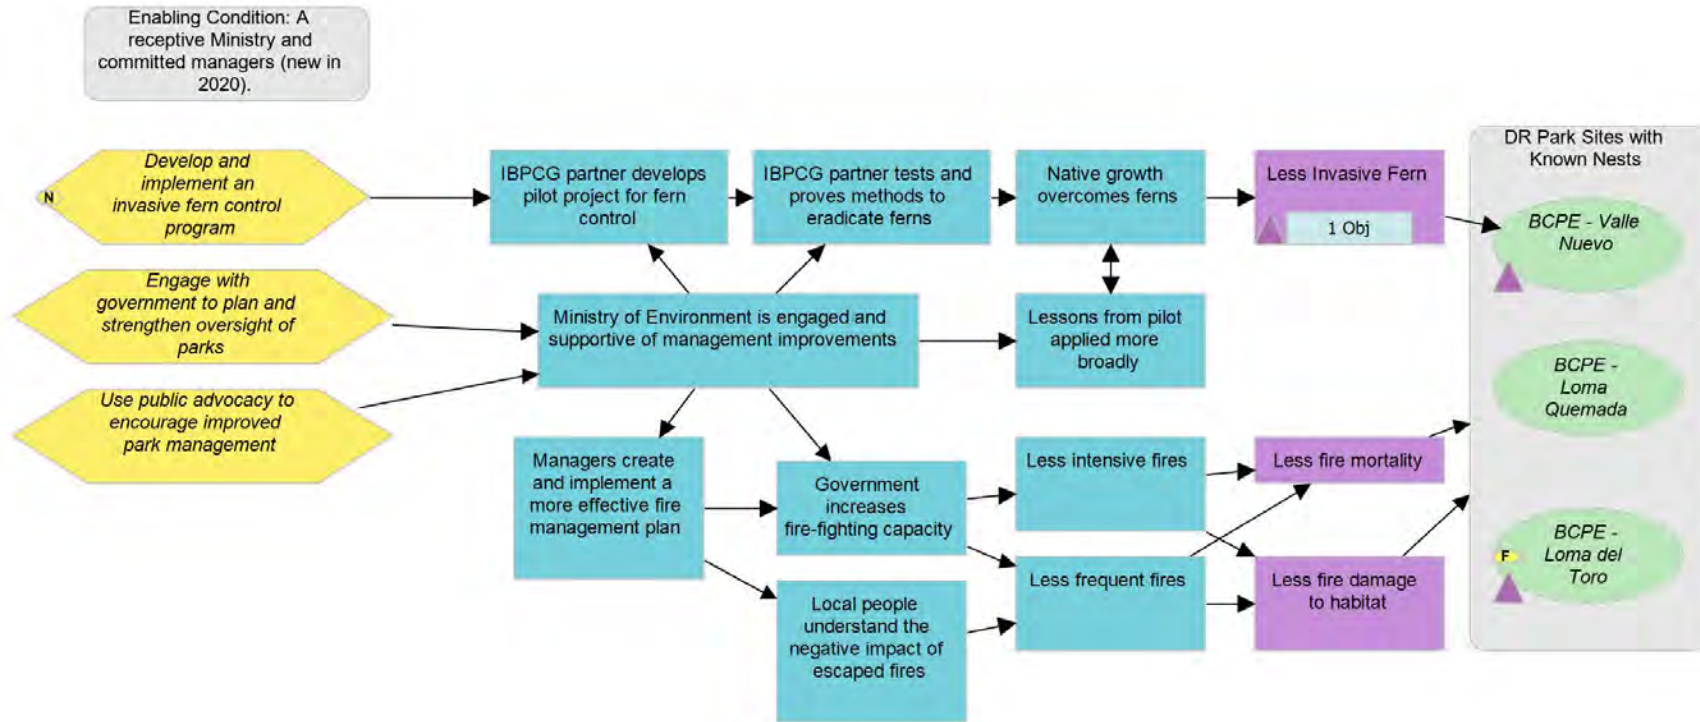 Enabling Condition: A
receptive Ministry and
committed managers (new in
2020).
N
Develop and
implement an
invasive fern control
program
IBPCG partner develops
pilot project for fern
control
IBPCG partner tests and
proves methods to
eradicate ferns
Native growth
overcomes ferns
Less Invasive Fern
1 Obj
DR Park Sites with
Known Nests
BCPE - Valle
Nuevo
Engage with
government to plan and
strengthen oversight of
parks
Ministry of Environment is engaged and
supportive of management improvements
Lessons from pilot
applied more
broadly
BCPE -
Loma
Quemada
Use public advocacy to
encourage improved
park management
Managers create
and implement a
more effective fire
management plan
Government
increases
fire-fighting capacity
Less intensive fires
Less fire mortality
F
BCPE -
Loma del
Toro
Local people
understand the
negative impact of
escaped fires
Less frequent fires
Less fire damage
to habitat